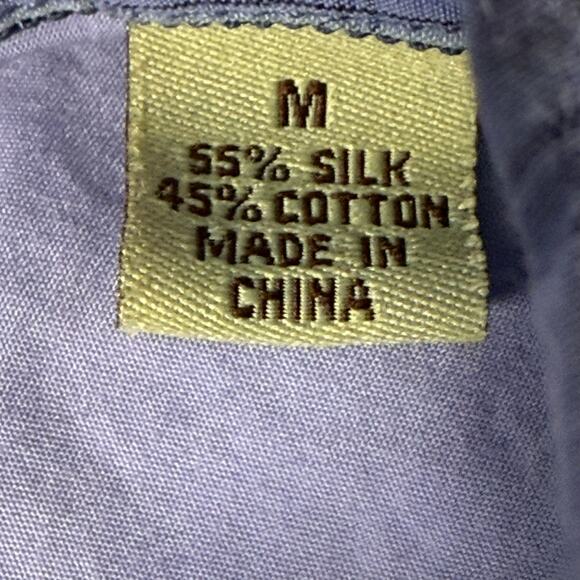 M
55% SILK
45% COTTON
MADE IN
CHINA